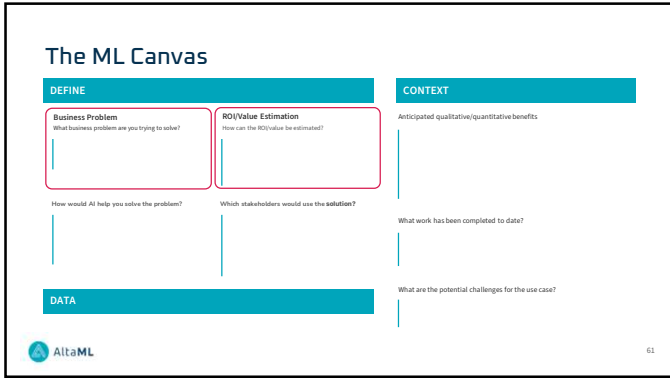 The ML Canvas
DEFINE
Business Problem
What business problem are you trying to solve?
ROI/Value Estimation
How can the ROI/value be estimated?
How would AI help you solve the problem?
Which stakeholders would use the solution?
DATA
CONTEXT
Anticipated qualitative/quantitative benefits
What work has been completed to date?
What are the potential challenges for the use case?
AltaML
61